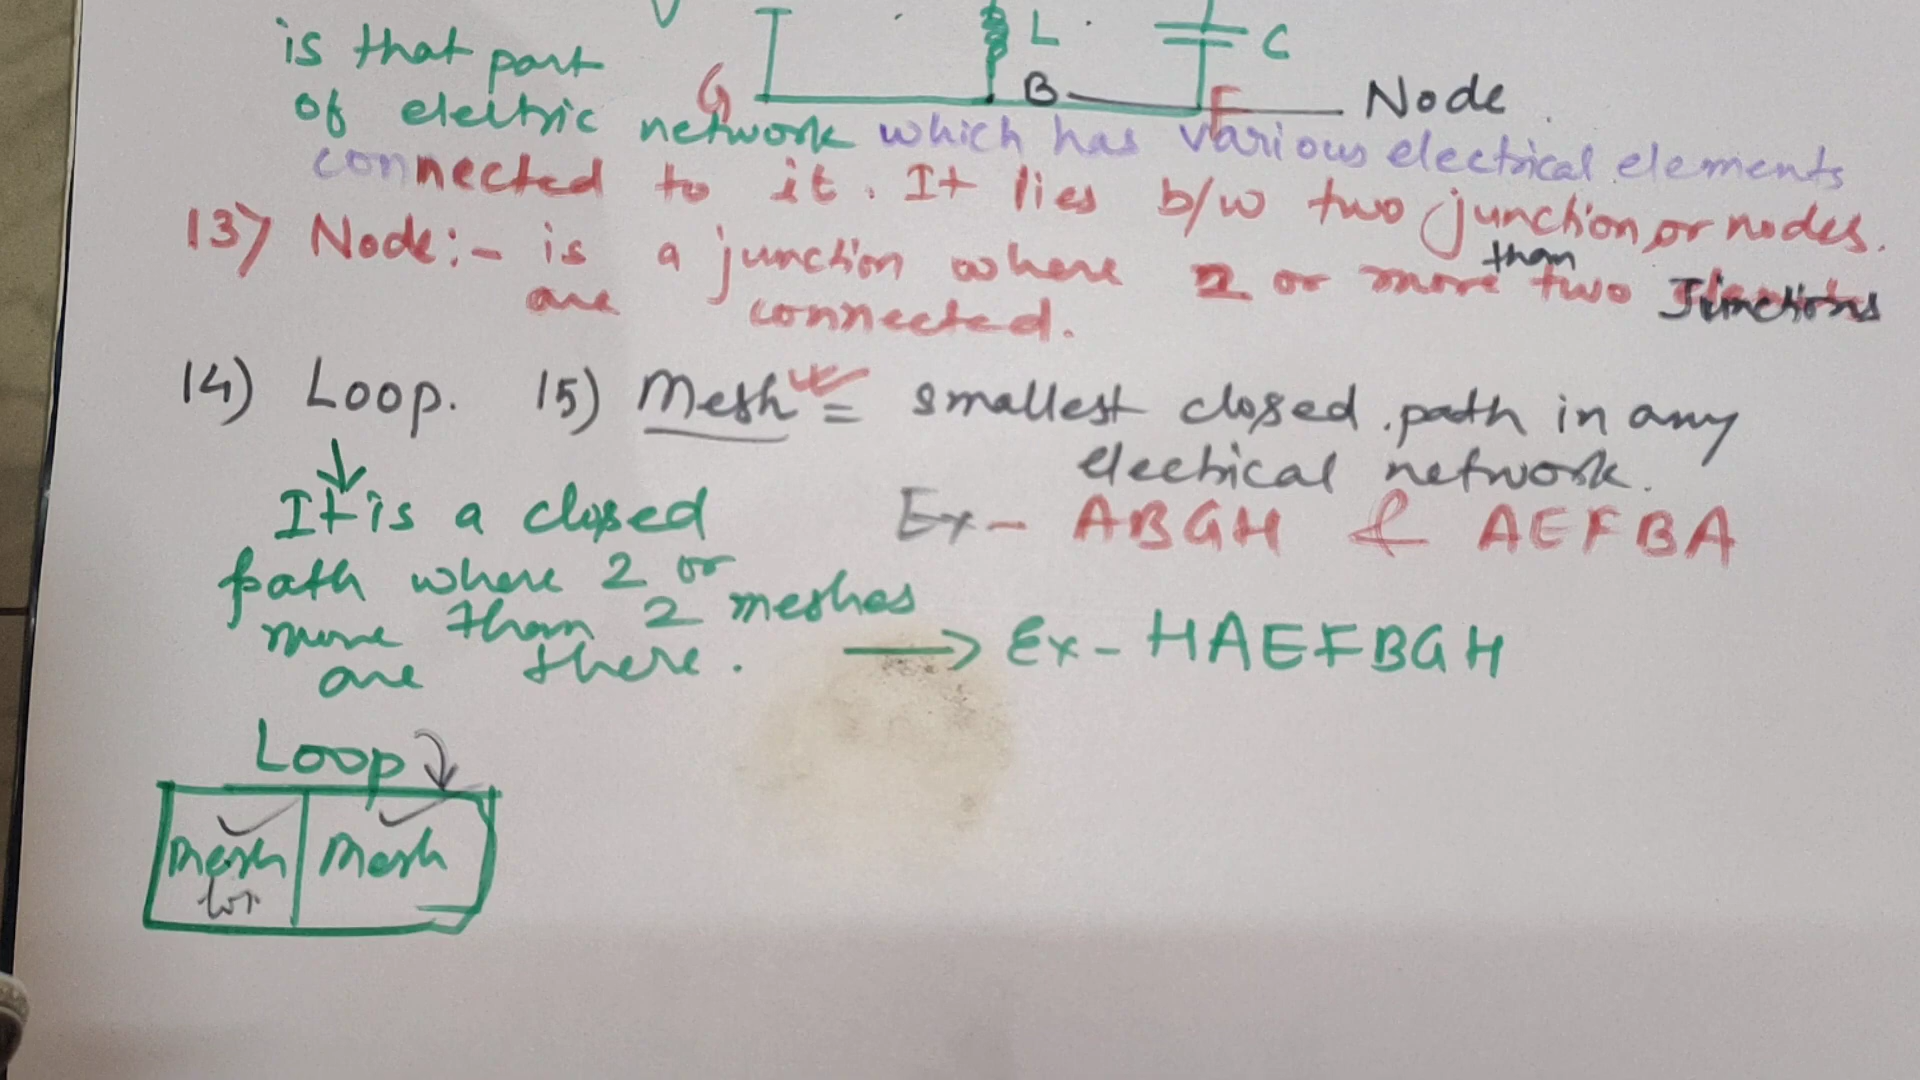 L
C
is that part
G
B
F
Node
of electric network which has various electrical elements
connected to it. It lies b/w two junction or nodes.
13) Node:- is a junction where 2 or more than two Junctions
are connected.
14) Loop. 15) Mesh = smallest closed path in any
electrical network.
It is a closed
Ex- ABGH & AEFBA
path where 2 or
more than 2 meshes
are there.
→ Ex- HAEFBGH
Loop
Mesh Mesh